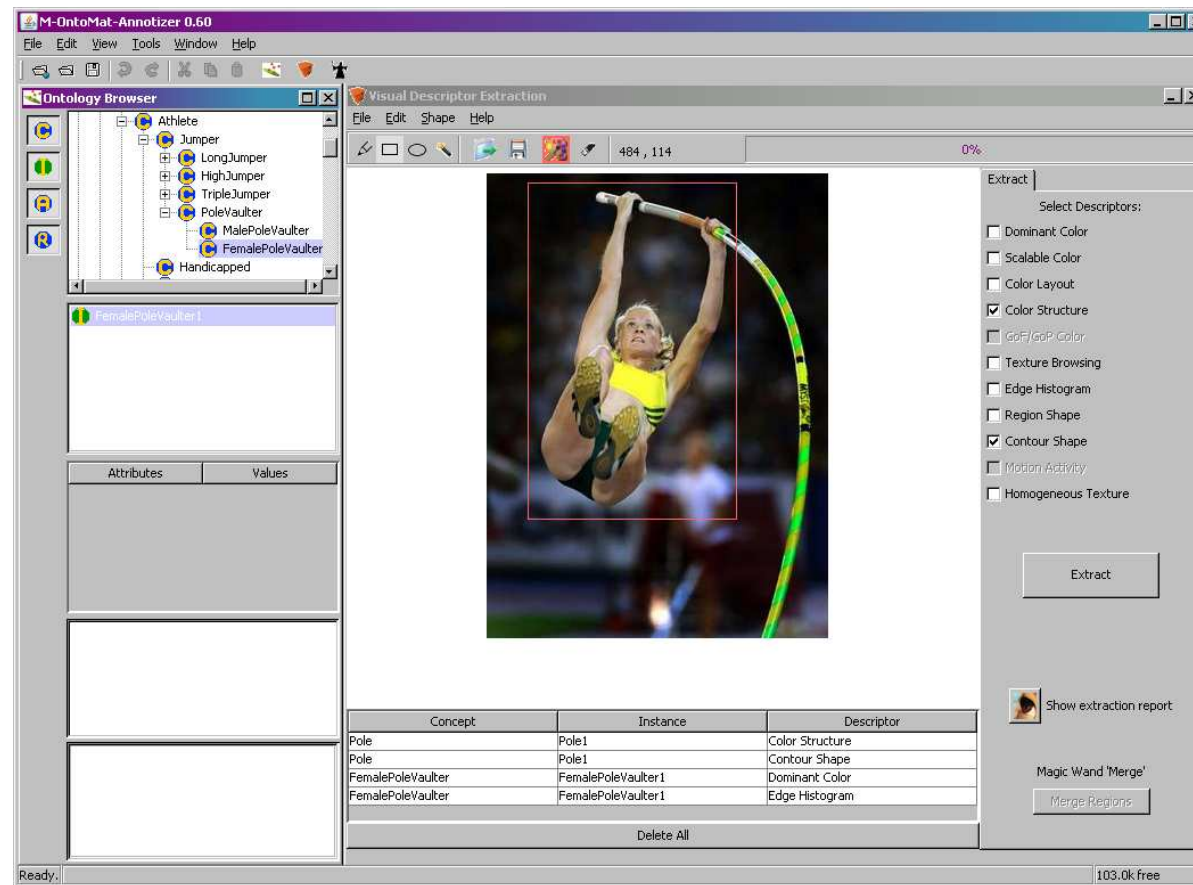 M-OntoMat-Annotizer 0.60
File Edit View Tools Window Help
Ontology Browser
Athlete
Jumper
LongJumper
HighJumper
TripleJumper
PoleVaulter
MalePoleVaulter
FemalePoleVaulter
Handicapped
FemalePoleVaulter1
Attributes Values
Visual Descriptor Extraction
File Edit Shape Help
484 , 114 0%
Extract
Select Descriptors:
Dominant Color
Scalable Color
Color Layout
Color Structure
GoF/GoP Color
Texture Browsing
Edge Histogram
Region Shape
Contour Shape
Motion Activity
Homogeneous Texture
Extract
Show extraction report
Magic Wand 'Merge'
Merge Regions
Concept Instance Descriptor
Pole Pole1 Color Structure
Pole Pole1 Contour Shape
FemalePoleVaulter FemalePoleVaulter1 Dominant Color
FemalePoleVaulter FemalePoleVaulter1 Edge Histogram
Delete All
Ready. 103.0k free